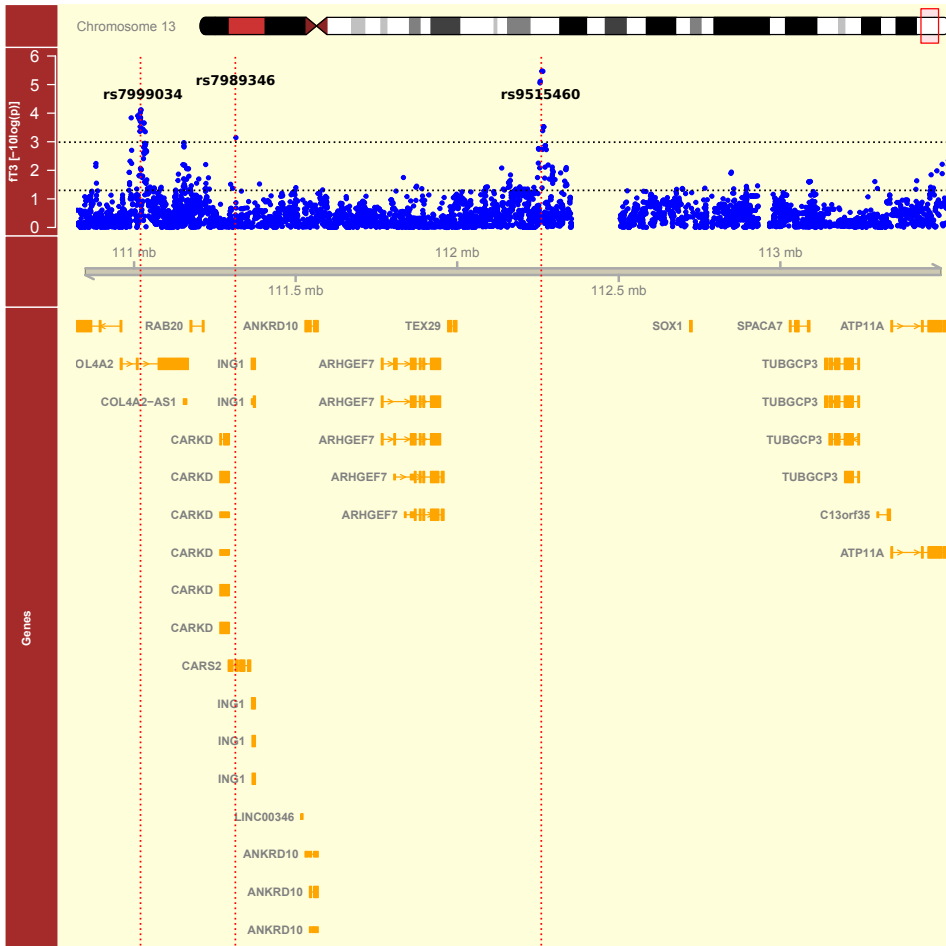 Chromosome 13
fT3 [−10log(p)]
6
5
4
3
2
1
0
rs7989346
rs7999034
rs9515460
111 mb
112 mb
113 mb
111.5 mb
112.5 mb
Genes
RAB20 ANKRD10 TEX29 SOX1 SPACA7 ATP11A
OL4A2 ING1 ARHGEF7 TUBGCP3
COL4A2−AS1 ING1 ARHGEF7 TUBGCP3
CARKD ARHGEF7 TUBGCP3
CARKD ARHGEF7 TUBGCP3
CARKD ARHGEF7 C13orf35
CARKD ATP11A
CARKD
CARKD
CARS2
ING1
ING1
ING1
LINC00346
ANKRD10
ANKRD10
ANKRD10